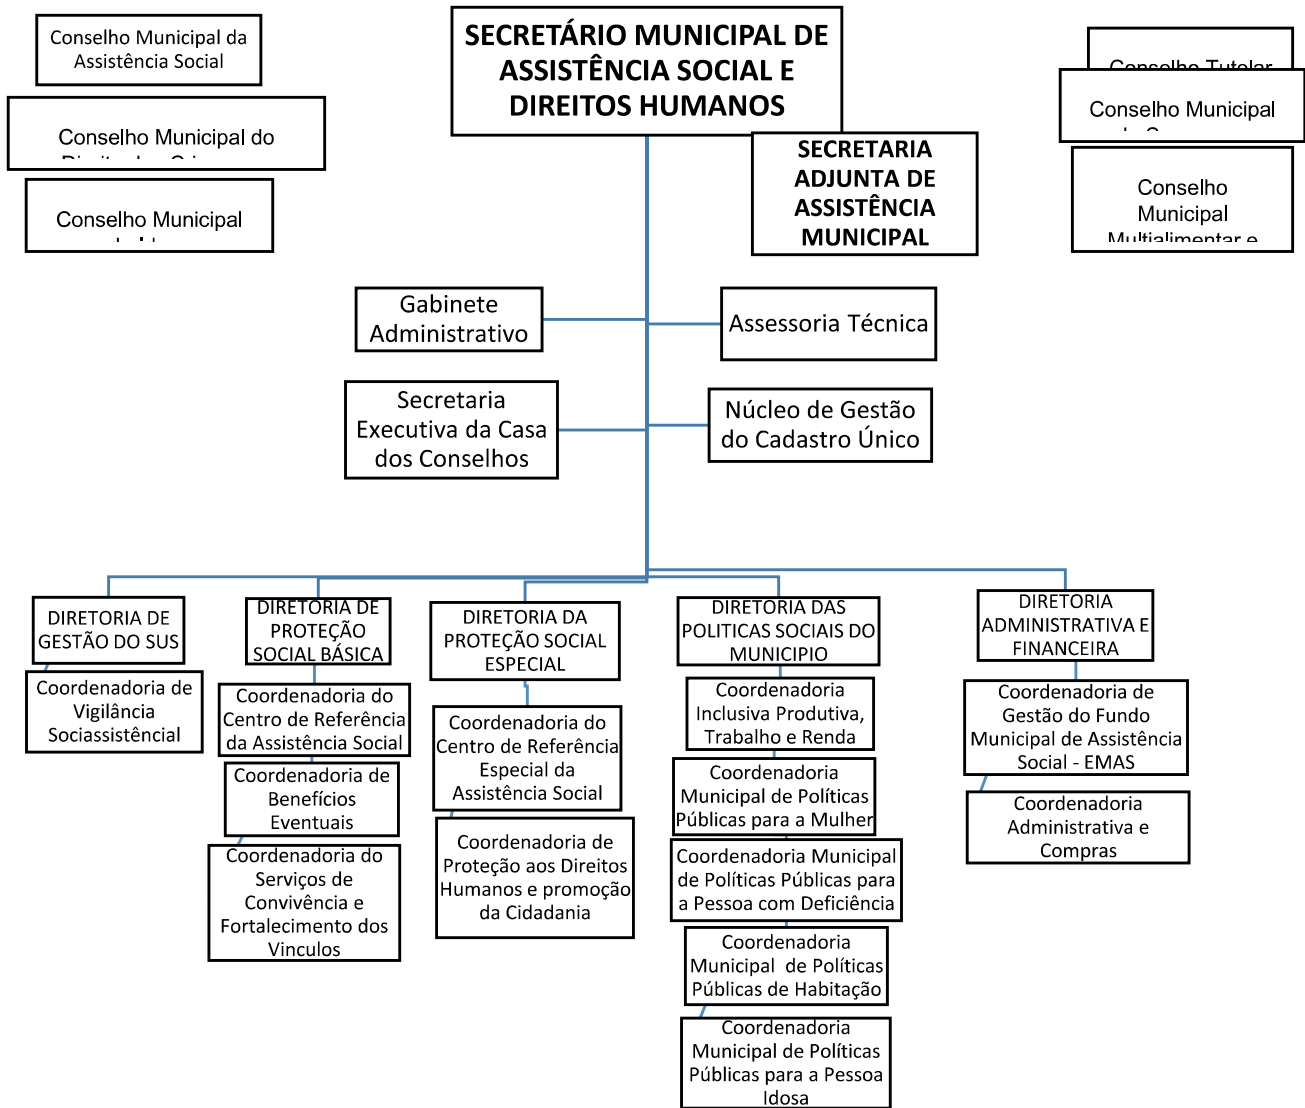 Conselho Municipal da
Assistência Social
Conselho Municipal do
Conselho Municipal
SECRETÁRIO MUNICIPAL DE
ASSISTÊNCIA SOCIAL E
DIREITOS HUMANOS
SECRETARIA
ADJUNTA DE
ASSISTÊNCIA
MUNICIPAL
Conselho Tutelar
Conselho Municipal
Conselho
Municipal
Multialimentar e
Gabinete
Administrativo
Assessoria Técnica
Secretaria
Executiva da Casa
dos Conselhos
Núcleo de Gestão
do Cadastro Único
DIRETORIA DE
GESTÃO DO SUS
Coordenadoria de
Vigilância
Sociassistêncial
DIRETORIA DE
PROTEÇÃO
SOCIAL BÁSICA
Coordenadoria do
Centro de Referência
da Assistência Social
Coordenadoria de
Benefícios
Eventuais
Coordenadoria do
Serviços de
Convivência e
Fortalecimento dos
Vinculos
DIRETORIA DA
PROTEÇÃO SOCIAL
ESPECIAL
Coordenadoria do
Centro de Referência
Especial da
Assistência Social
Coordenadoria de
Proteção aos Direitos
Humanos e promoção
da Cidadania
DIRETORIA DAS
POLITICAS SOCIAIS DO
MUNICIPIO
Coordenadoria
Inclusiva Produtiva,
Trabalho e Renda
Coordenadoria
Municipal de Políticas
Públicas para a Mulher
Coordenadoria Municipal
de Políticas Públicas para
a Pessoa com Deficiência
Coordenadoria
Municipal de Políticas
Públicas de Habitação
Coordenadoria
Municipal de Políticas
Públicas para a Pessoa
Idosa
DIRETORIA
ADMINISTRATIVA E
FINANCEIRA
Coordenadoria de
Gestão do Fundo
Municipal de Assistência
Social - EMAS
Coordenadoria
Administrativa e
Compras